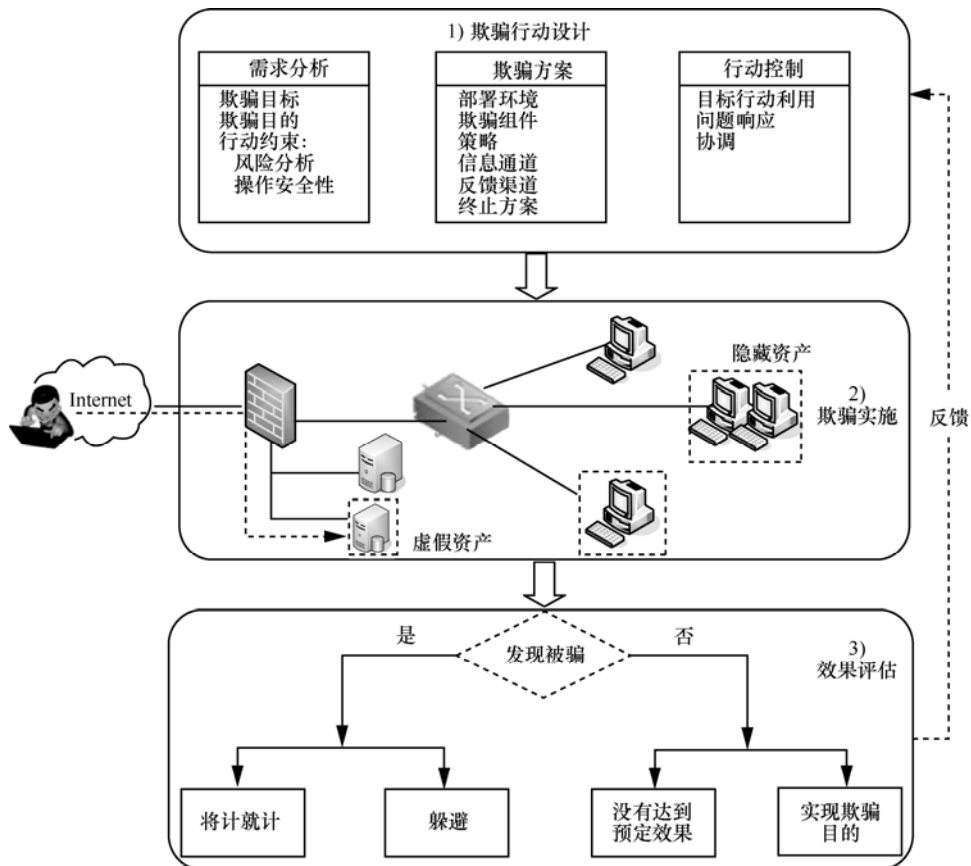 1) 欺骗行动设计
需求分析
欺骗目标
欺骗目的
行动约束:
风险分析
操作安全性
欺骗方案
部署环境
欺骗组件
策略
信息通道
反馈渠道
终止方案
行动控制
目标行动利用
问题响应
协调
Internet
隐藏资产
2)
欺骗实施
虚假资产
反馈
是
发现被骗
否
3)
效果评估
将计就计
躲避
没有达到
预定效果
实现欺骗
目的